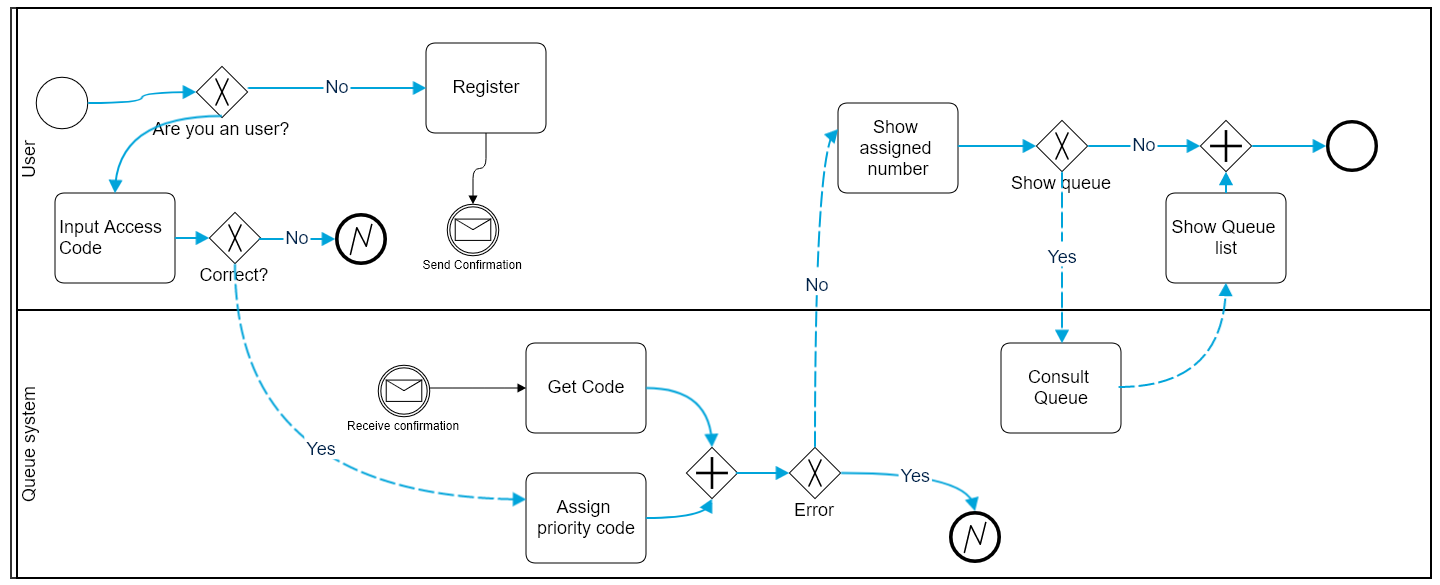 User
No
Register
Are you an user?
Input Access
Code
No
Correct?
Send Confirmation
Show
assigned
number
No
Show queue
Show Queue
list
Yes
No
Queue system
Receive confirmation
Get Code
Yes
Assign
priority code
Error
Yes
Consult
Queue